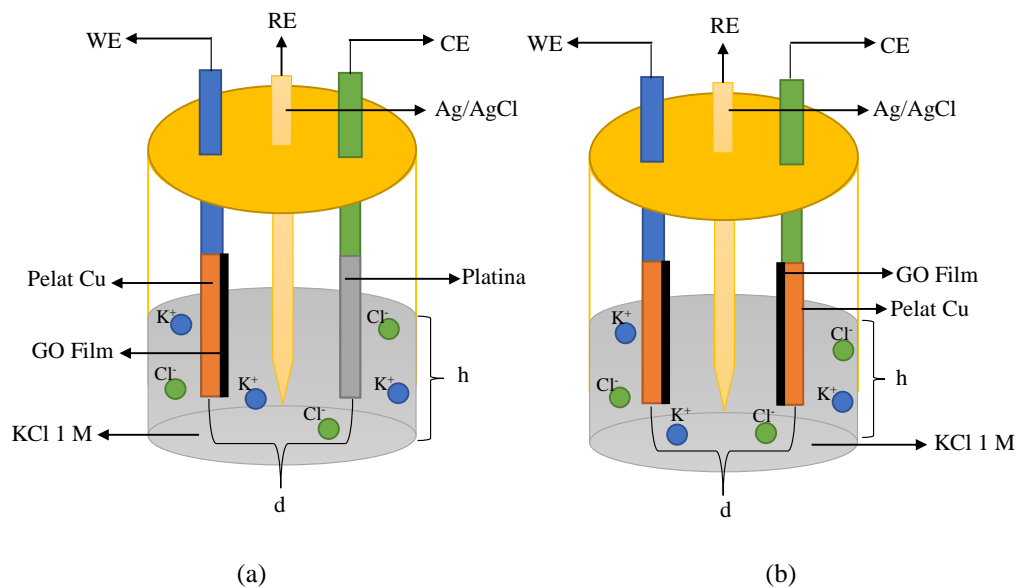 WE
RE
CE
Ag/AgCl
Pelat Cu
Platina
K⁺
Cl⁻
GO Film
Cl⁻
K⁺
K⁺
h
Cl⁻
KCl 1 M
d
(a)
WE
RE
CE
Ag/AgCl
GO Film
Pelat Cu
K⁺
Cl⁻
h
Cl⁻
K⁺
K⁺
Cl⁻
KCl 1 M
d
(b)